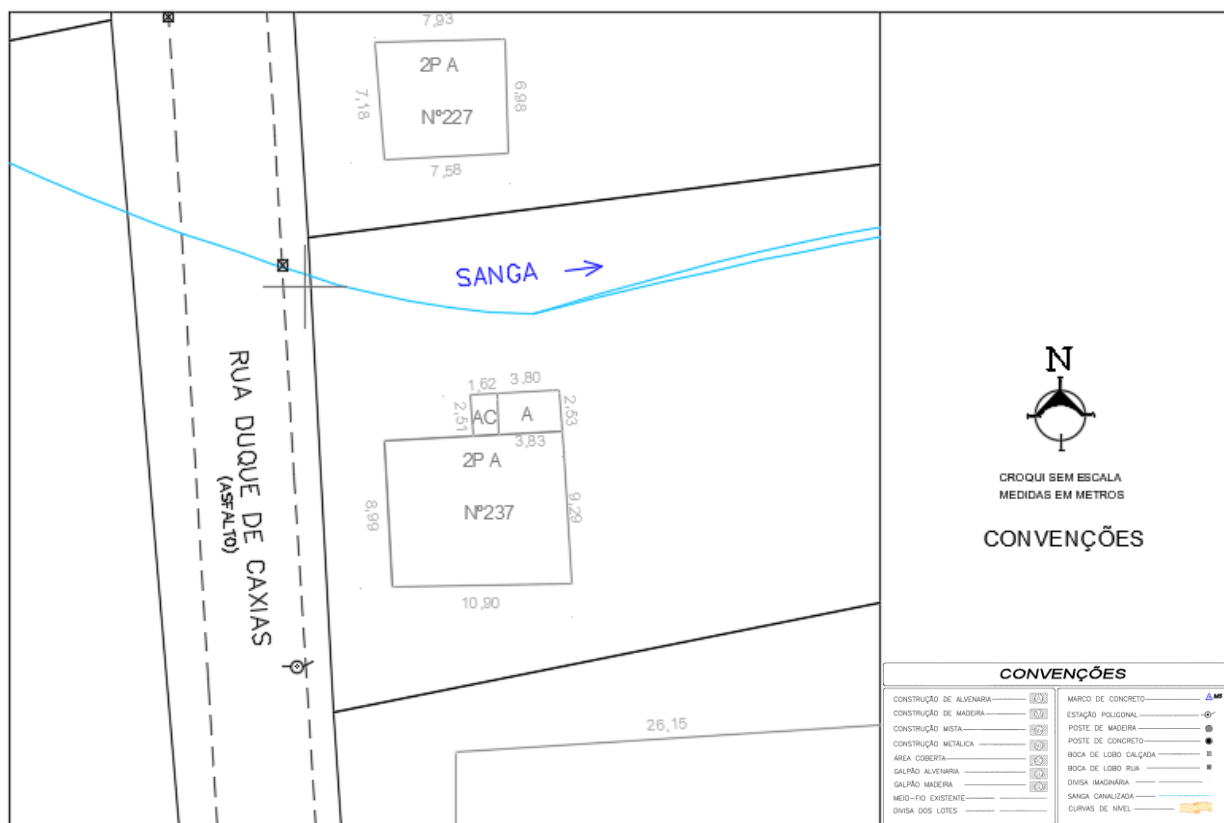 7,93
2P A
7,18
6,98
Nº227
7,58
SANGA
RUA DUQUE DE CAXIAS
(ASFALTO)
1,62
3,80
2,51
AC
A
2,53
3,83
2P A
8,99
Nº237
9,29
10,90
26,15
N
CROQUI SEM ESCALA
MEDIDAS EM METROS
CONVENÇÕES
CONVENÇÕES
CONSTRUÇÃO DE ALVENARIA
CONSTRUÇÃO DE MADEIRA
CONSTRUÇÃO MISTA
CONSTRUÇÃO METÁLICA
ÁREA COBERTA
GALPÃO ALVENARIA
GALPÃO MADEIRA
MEIO-FIO EXISTENTE
DIVISA DOS LOTES
MARCO DE CONCRETO
ESTAÇÃO POLIGONAL
POSTE DE MADEIRA
POSTE DE CONCRETO
BOCA DE LOBO CALÇADA
BOCA DE LOBO RUA
DIVISA IMAGINÁRIA
SANGA CANALIZADA
CURVAS DE NÍVEL